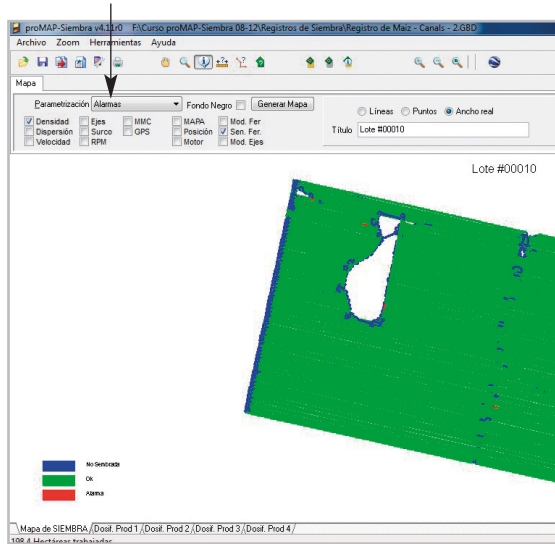 proMAP-Siembra v4.11r0 F:\Curso proMAP-Siembra 08-12\Registros de Siembra\Registro de Maíz - Canals - 2.GBD
Archivo Zoom Herramientas Ayuda
Mapa
Parametrización Alarmas Fondo Negro Generar Mapa
Líneas Puntos Ancho real
Densidad Ejes MMC MAPA Mod. Fer
Dispersión Surco GPS Posición Sen. Fer.
Velocidad RPM Motor Mod. Ejes
Título Lote #00010
Lote #00010
No Sembrada
Ok
Alarma
Mapa de SIEMBRA Dosif. Prod 1 Dosif. Prod 2 Dosif. Prod 3 Dosif. Prod 4
198.4 Hectáreas trabajadas